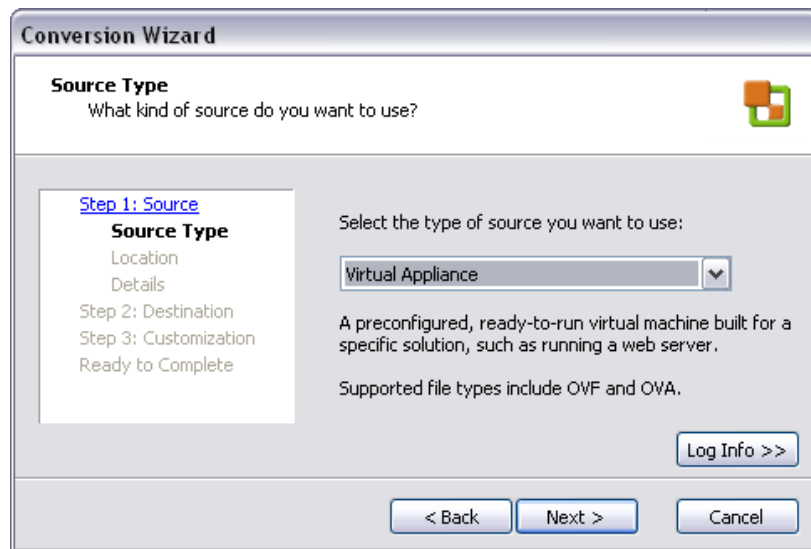 Conversion Wizard
Source Type
What kind of source do you want to use?
Step 1: Source
Source Type
Location
Details
Step 2: Destination
Step 3: Customization
Ready to Complete
Select the type of source you want to use:
Virtual Appliance
A preconfigured, ready-to-run virtual machine built for a
specific solution, such as running a web server.
Supported file types include OVF and OVA.
Log Info >>
< Back
Next >
Cancel